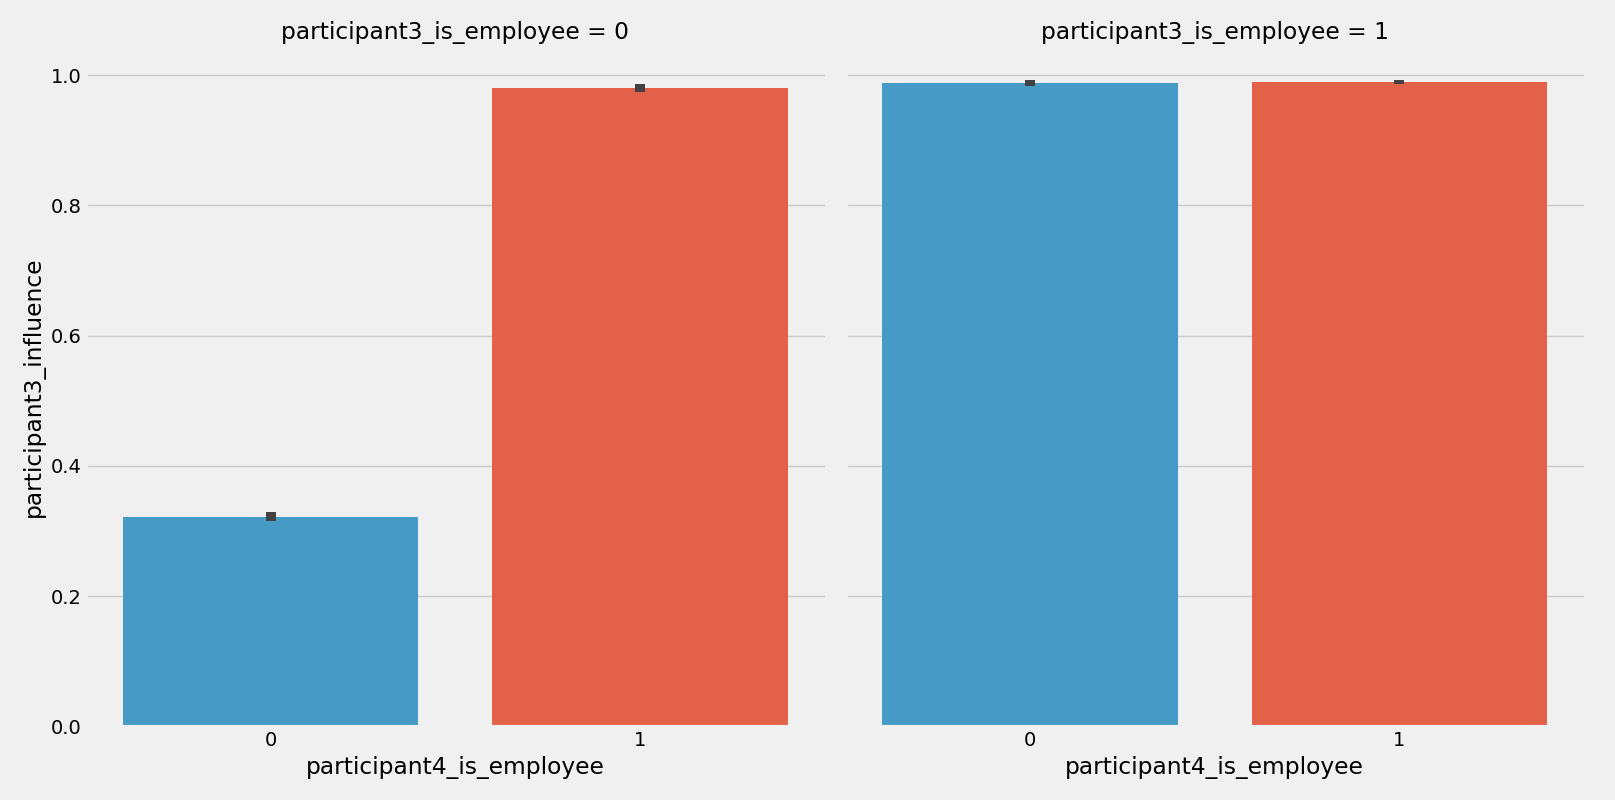 participant3_is_employee = 0
participant3_is_employee = 1
participant3_influence
1.0
0.8
0.6
0.4
0.2
0.0
0
1
0
1
participant4_is_employee
participant4_is_employee